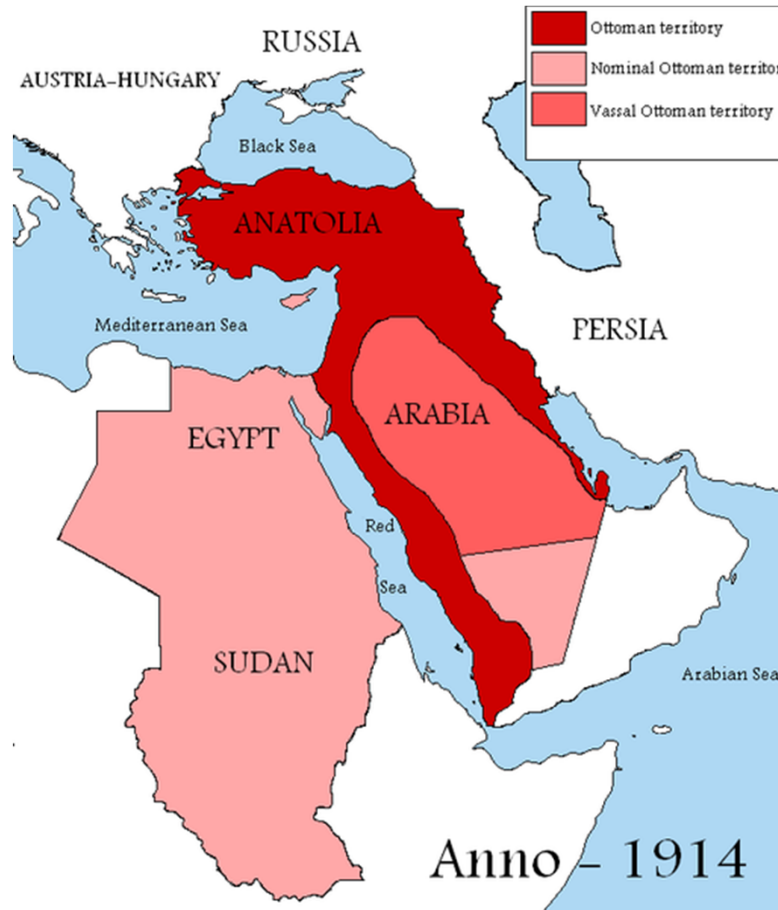 RUSSIA
AUSTRIA-HUNGARY
Ottoman territory
Nominal Ottoman territor
Vassal Ottoman territory
Black Sea
ANATOLIA
Mediterranean Sea
PERSIA
ARABIA
EGYPT
Red
Sea
SUDAN
Arabian Sea
Anno - 1914